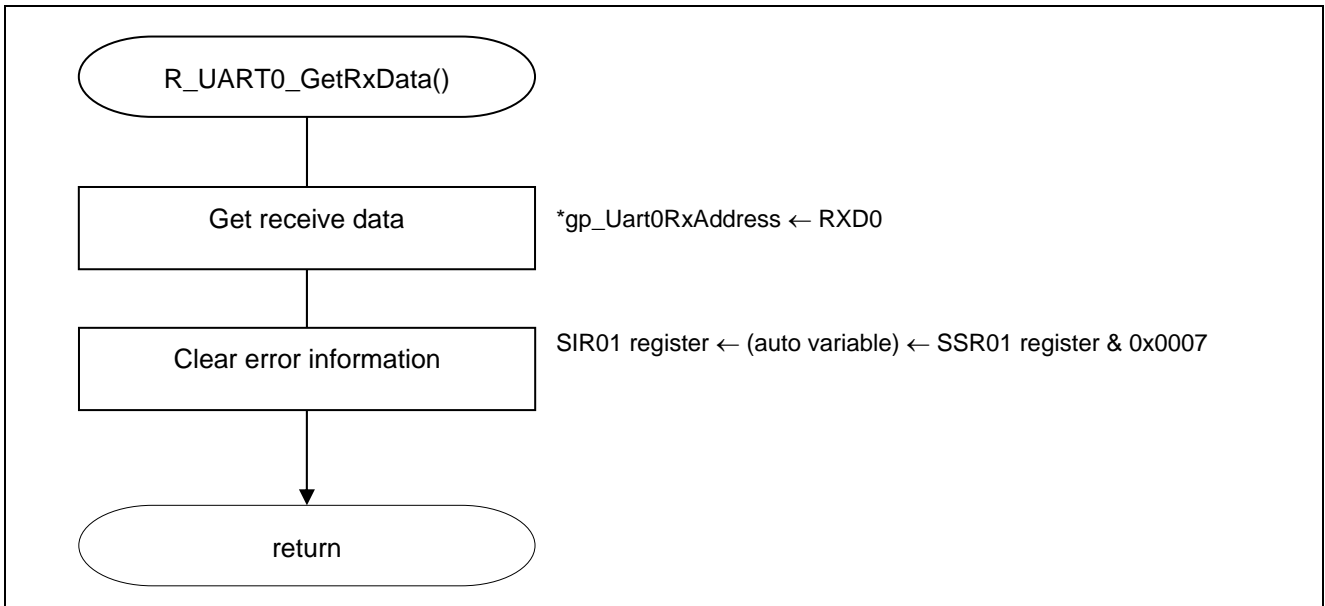 R_UART0_GetRxData()
Get receive data
*gp_Uart0RxAddress ← RXD0
Clear error information
SIR01 register ← (auto variable) ← SSR01 register & 0x0007
return